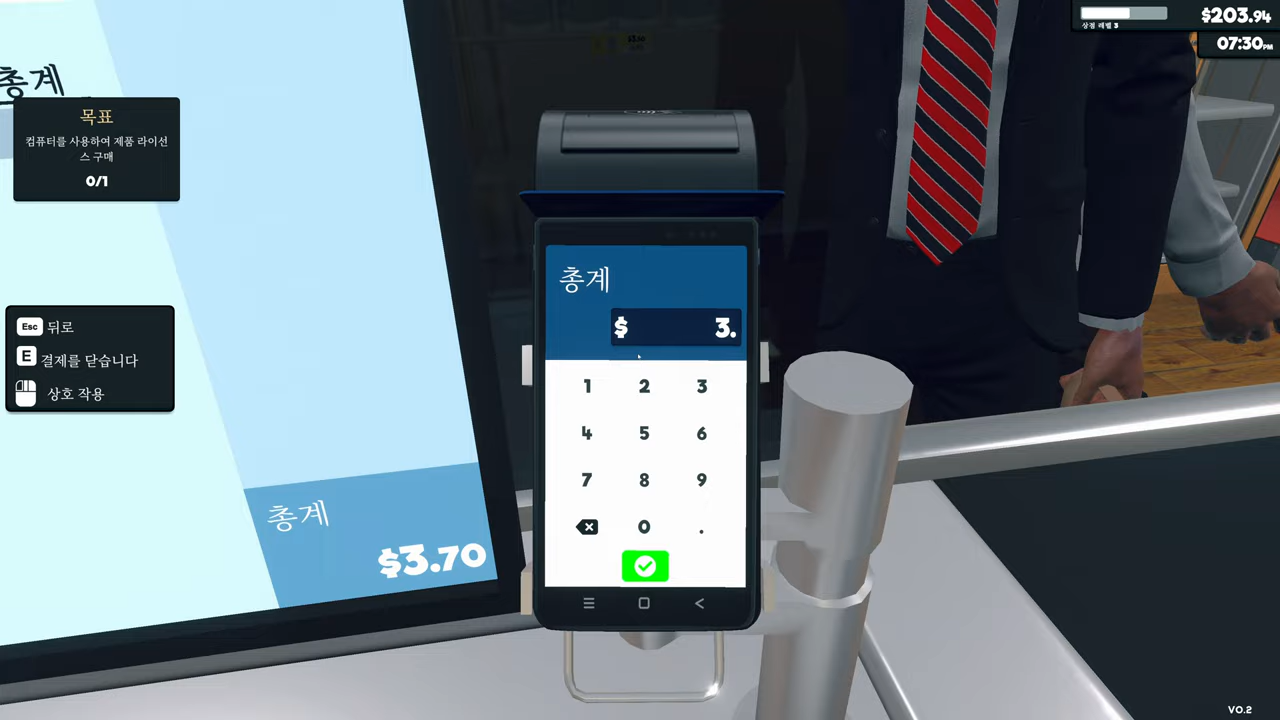 $203.94
상점 레벨 3
07:30PM
총계
목표
컴퓨터를 사용하여 제품 라이선
스 구매
0/1
Esc 뒤로
E 결제를 닫습니다
상호 작용
총계
$ 3.
1 2 3
4 5 6
7 8 9
0 .
총계
$3.70
V0.2